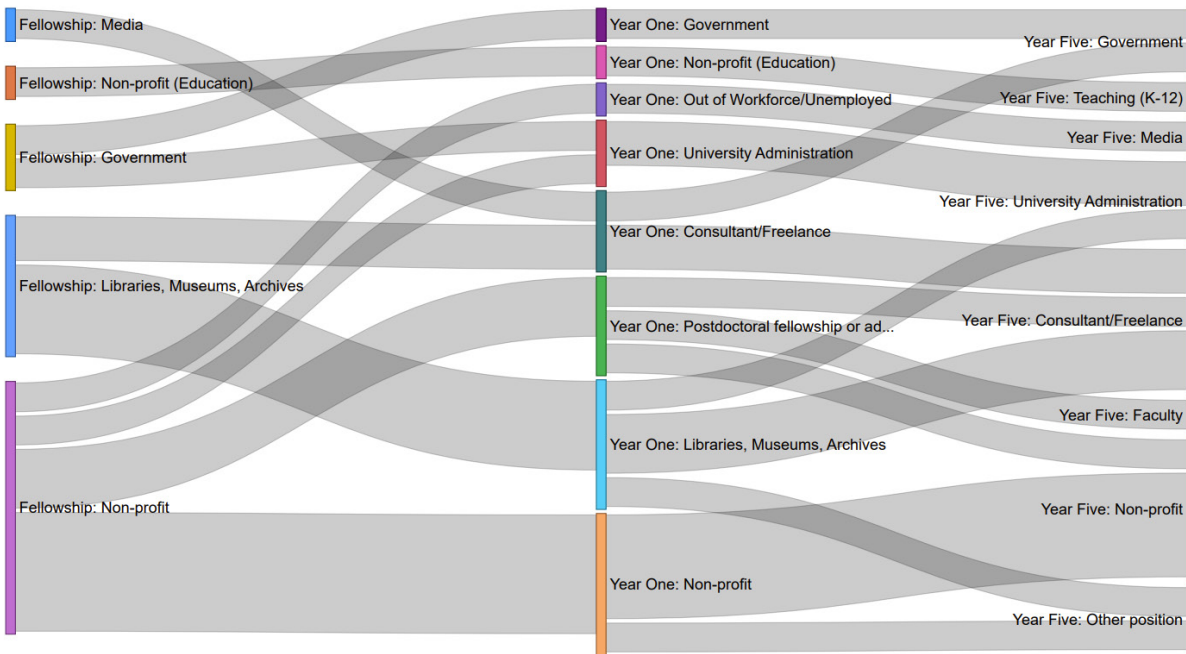 Fellowship: Media
Fellowship: Non-profit (Education)
Fellowship: Government
Fellowship: Libraries, Museums, Archives
Fellowship: Non-profit
Year One: Government
Year One: Non-profit (Education)
Year One: Out of Workforce/Unemployed
Year One: University Administration
Year One: Consultant/Freelance
Year One: Postdoctoral fellowship or ad...
Year One: Libraries, Museums, Archives
Year One: Non-profit
Year Five: Government
Year Five: Teaching (K-12)
Year Five: Media
Year Five: University Administration
Year Five: Consultant/Freelance
Year Five: Faculty
Year Five: Non-profit
Year Five: Other position